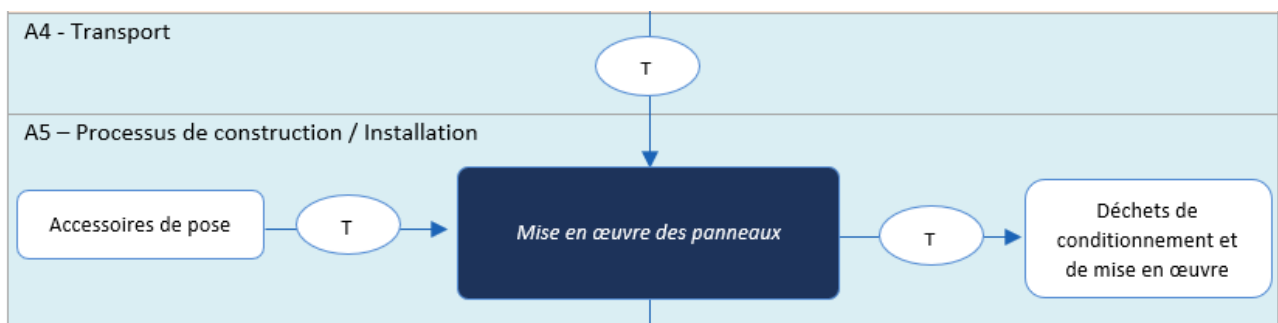 A4 - Transport
T
A5 – Processus de construction / Installation
Accessoires de pose
T
Mise en œuvre des panneaux
T
Déchets de
conditionnement et
de mise en œuvre